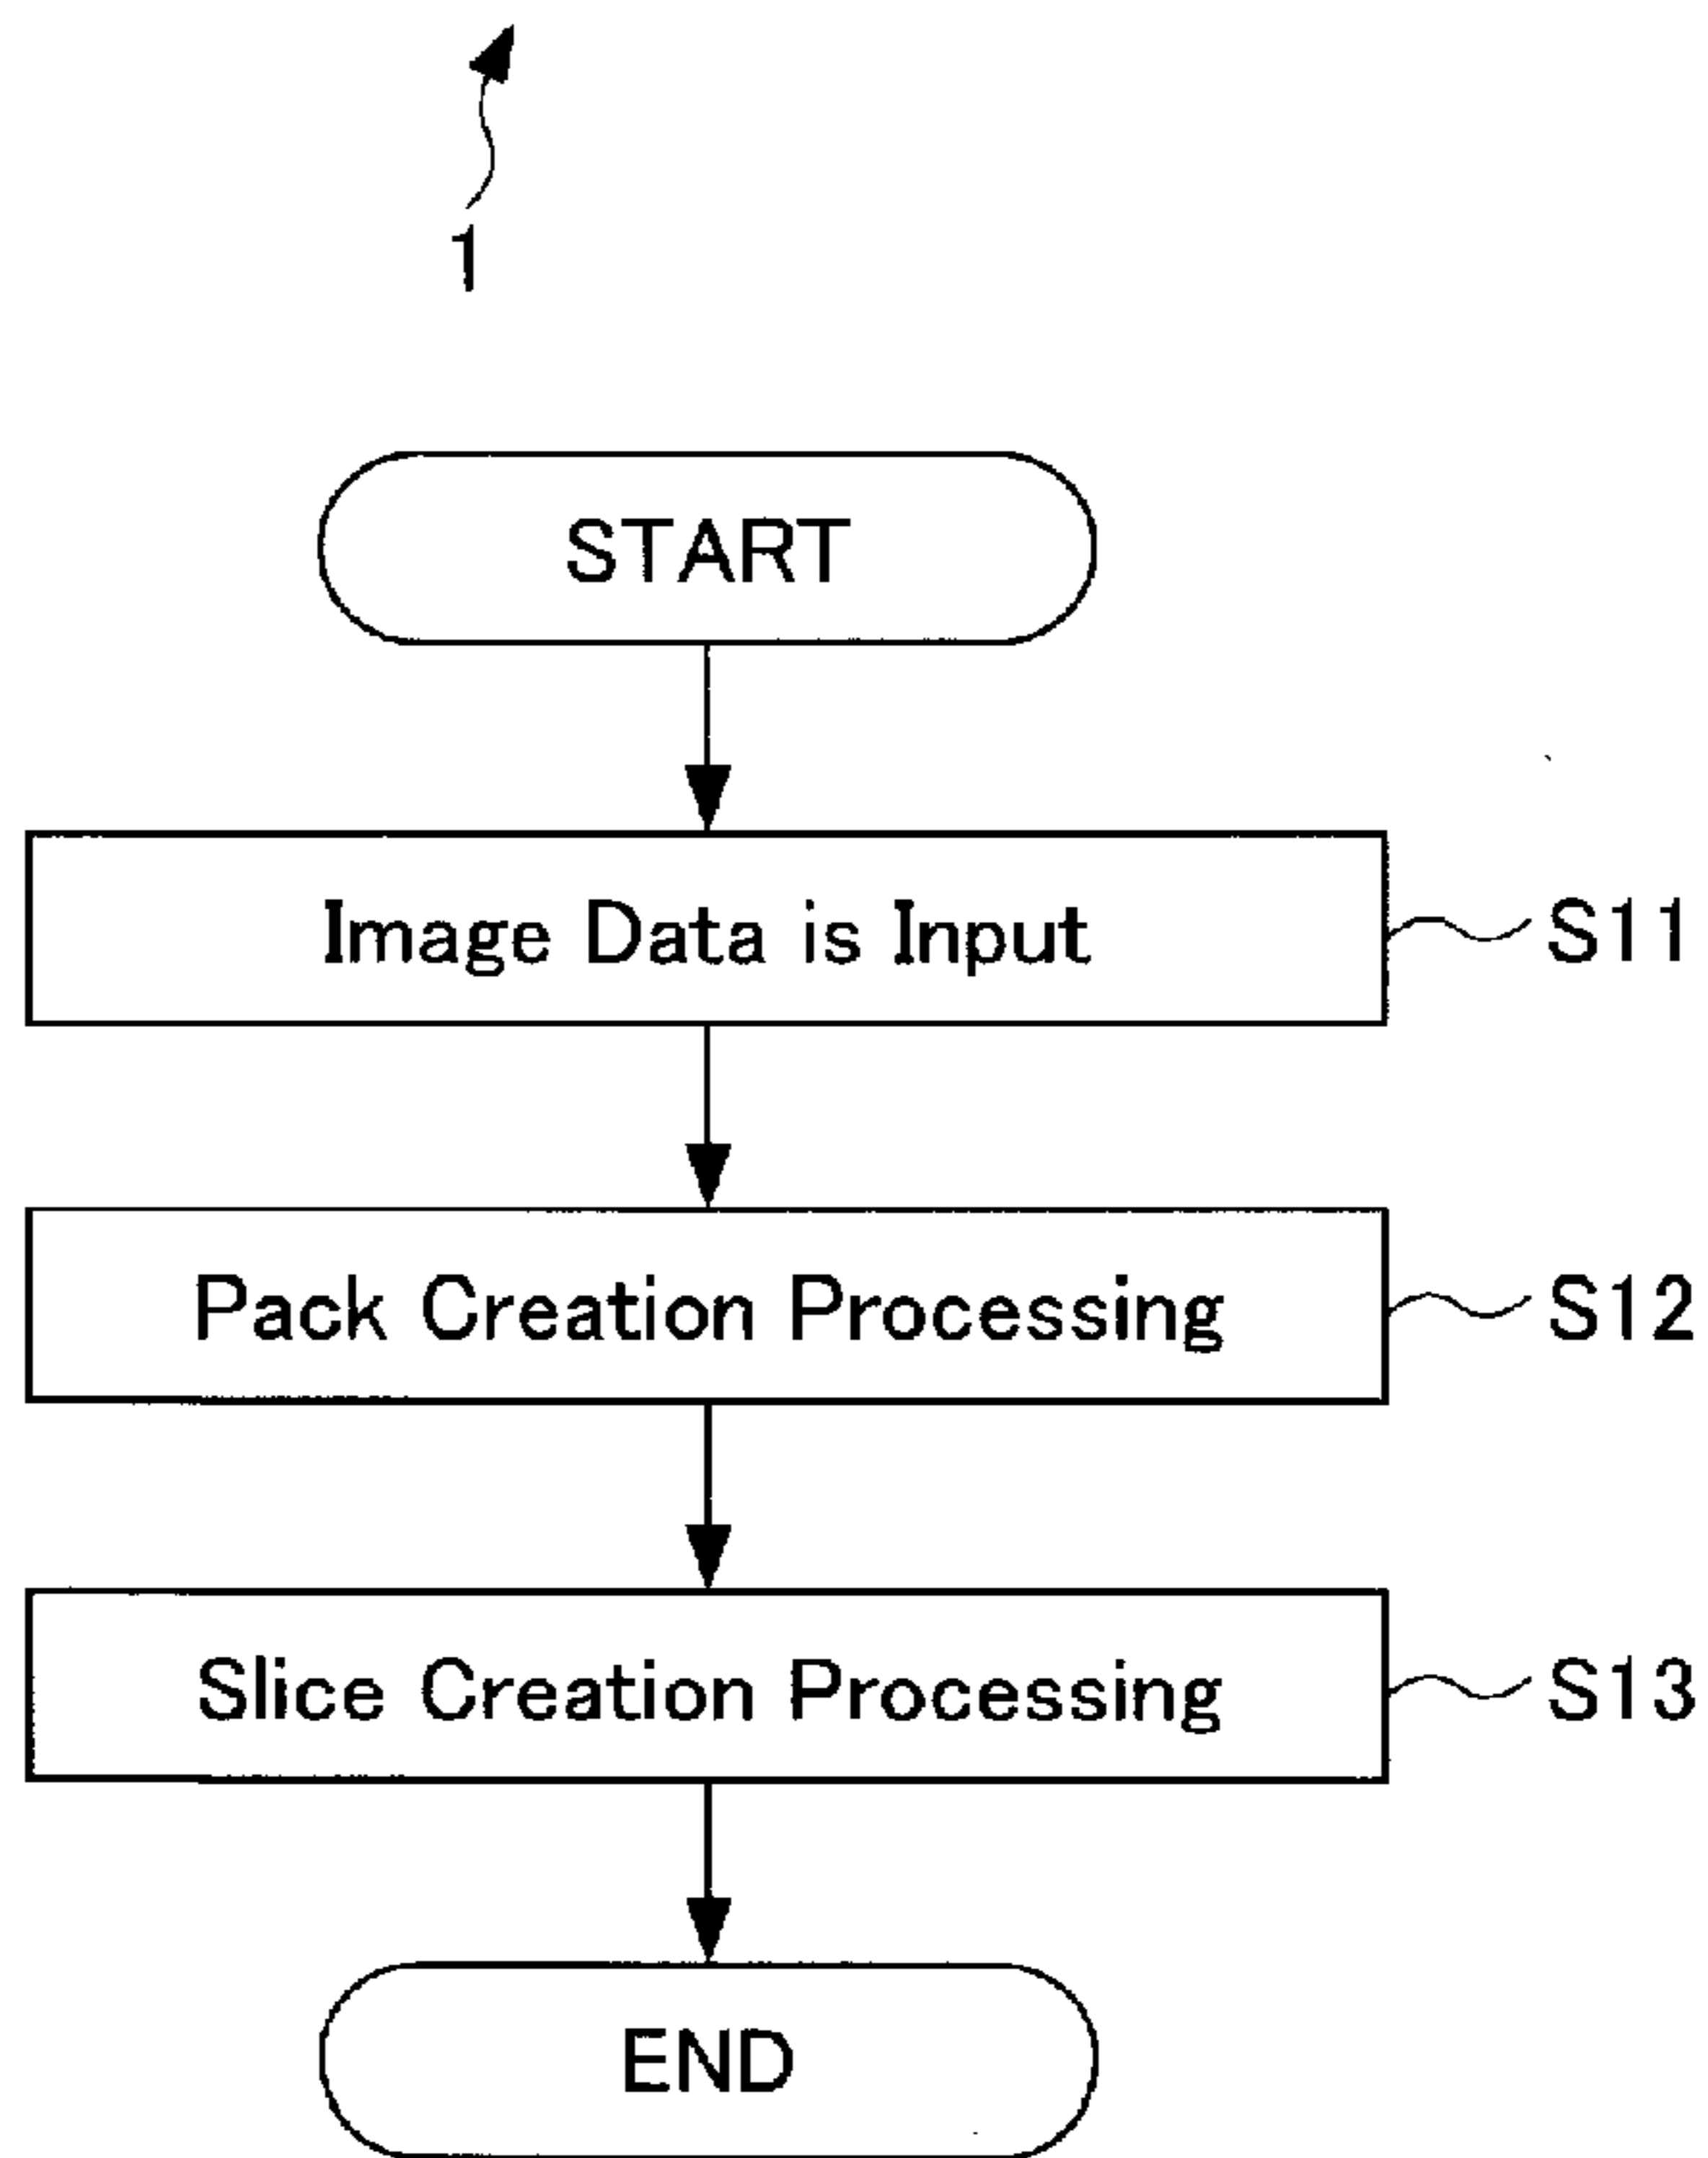 1
START
Image Data is Input S11
Pack Creation Processing S12
Slice Creation Processing S13
END